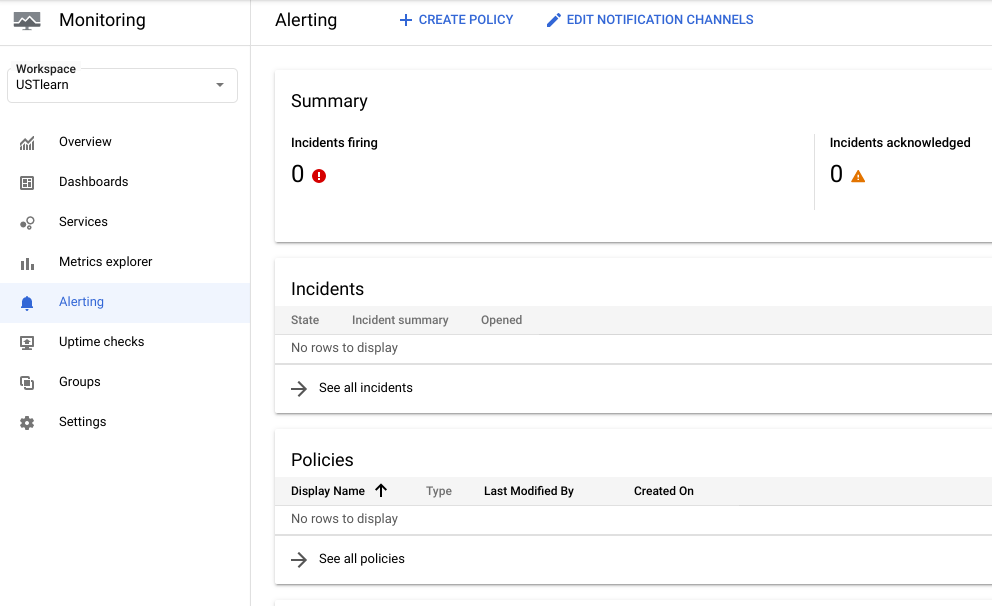 Monitoring
Alerting
CREATE POLICY
EDIT NOTIFICATION CHANNELS
Workspace
USTlearn
Overview
Dashboards
Services
Metrics explorer
Alerting
Uptime checks
Groups
Settings
Summary
Incidents firing
Incidents acknowledged
0
0
Incidents
State Incident summary Opened
No rows to display
See all incidents
Policies
Display Name Type Last Modified By Created On
No rows to display
See all policies